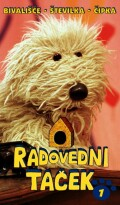 BIVALIŠČE - ŠTEVILKA - ČIPKA
RADOVEDNI
TAČEK
1